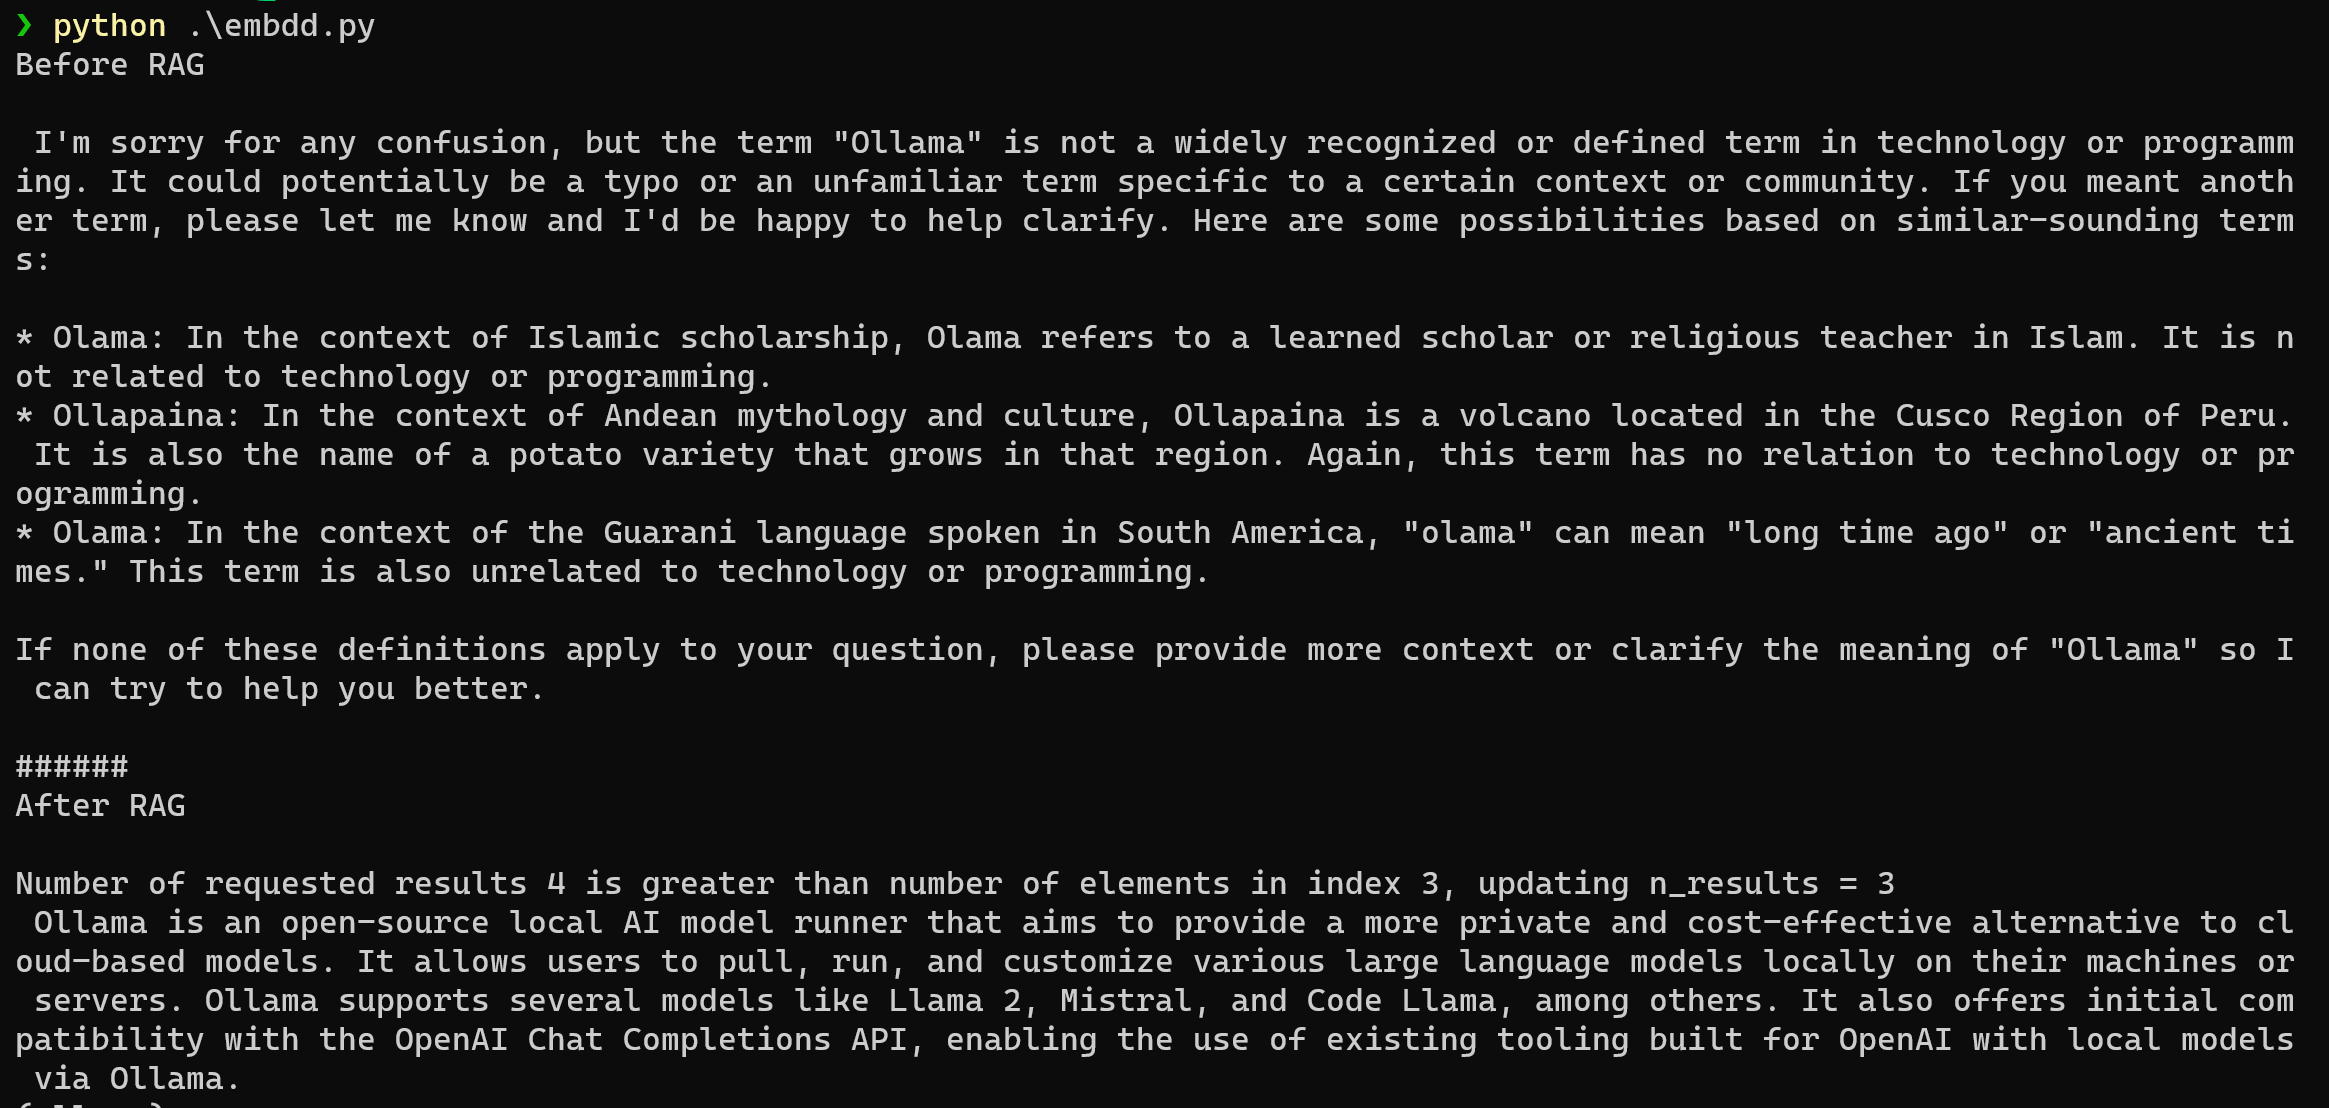 ❯ python .\embdd.py
Before RAG
I'm sorry for any confusion, but the term "Ollama" is not a widely recognized or defined term in technology or programm
ing. It could potentially be a typo or an unfamiliar term specific to a certain context or community. If you meant anoth
er term, please let me know and I'd be happy to help clarify. Here are some possibilities based on similar-sounding term
s:
* Olama: In the context of Islamic scholarship, Olama refers to a learned scholar or religious teacher in Islam. It is n
ot related to technology or programming.
* Ollapaina: In the context of Andean mythology and culture, Ollapaina is a volcano located in the Cusco Region of Peru.
It is also the name of a potato variety that grows in that region. Again, this term has no relation to technology or pr
ogramming.
* Olama: In the context of the Guarani language spoken in South America, "olama" can mean "long time ago" or "ancient ti
mes." This term is also unrelated to technology or programming.
If none of these definitions apply to your question, please provide more context or clarify the meaning of "Ollama" so I
can try to help you better.
######
After RAG
Number of requested results 4 is greater than number of elements in index 3, updating n_results = 3
Ollama is an open-source local AI model runner that aims to provide a more private and cost-effective alternative to cl
oud-based models. It allows users to pull, run, and customize various large language models locally on their machines or
servers. Ollama supports several models like Llama 2, Mistral, and Code Llama, among others. It also offers initial com
patibility with the OpenAI Chat Completions API, enabling the use of existing tooling built for OpenAI with local models
via Ollama.